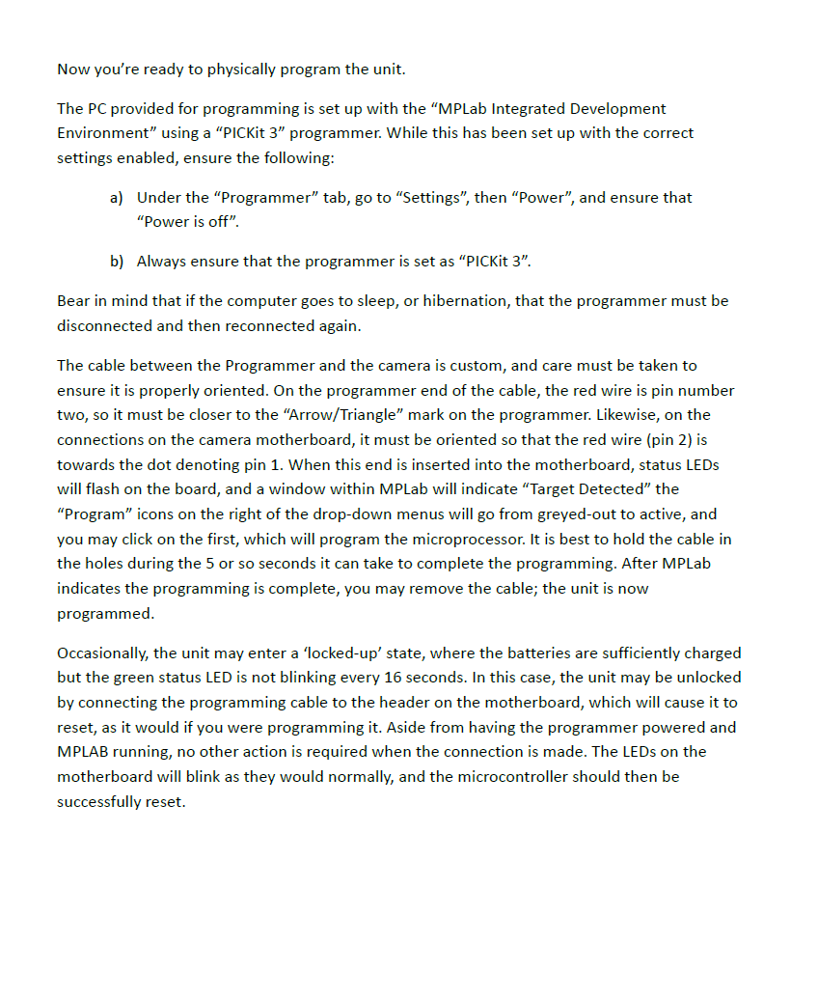 Now you’re ready to physically program the unit.
The PC provided for programming is set up with the “MPLab Integrated Development
Environment” using a “PICKit 3” programmer. While this has been set up with the correct
settings enabled, ensure the following:
a) Under the “Programmer” tab, go to “Settings”, then “Power”, and ensure that
“Power is off”.
b) Always ensure that the programmer is set as “PICKit 3”.
Bear in mind that if the computer goes to sleep, or hibernation, that the programmer must be
disconnected and then reconnected again.
The cable between the Programmer and the camera is custom, and care must be taken to
ensure it is properly oriented. On the programmer end of the cable, the red wire is pin number
two, so it must be closer to the “Arrow/Triangle” mark on the programmer. Likewise, on the
connections on the camera motherboard, it must be oriented so that the red wire (pin 2) is
towards the dot denoting pin 1. When this end is inserted into the motherboard, status LEDs
will flash on the board, and a window within MPLab will indicate “Target Detected” the
“Program” icons on the right of the drop-down menus will go from greyed-out to active, and
you may click on the first, which will program the microprocessor. It is best to hold the cable in
the holes during the 5 or so seconds it can take to complete the programming. After MPLab
indicates the programming is complete, you may remove the cable; the unit is now
programmed.
Occasionally, the unit may enter a ‘locked-up’ state, where the batteries are sufficiently charged
but the green status LED is not blinking every 16 seconds. In this case, the unit may be unlocked
by connecting the programming cable to the header on the motherboard, which will cause it to
reset, as it would if you were programming it. Aside from having the programmer powered and
MPLAB running, no other action is required when the connection is made. The LEDs on the
motherboard will blink as they would normally, and the microcontroller should then be
successfully reset.